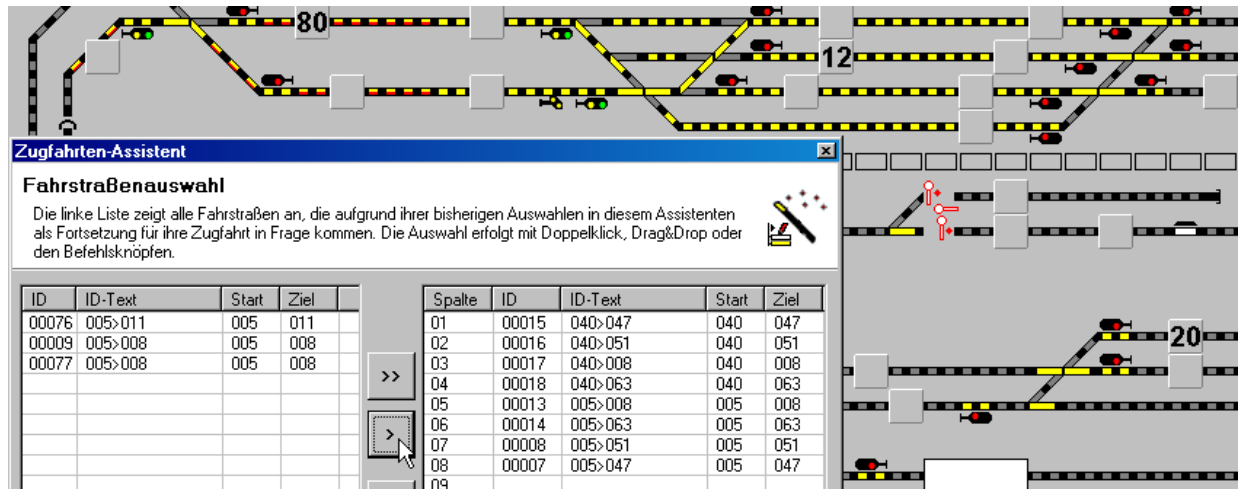 80
12
Zugfahrten-Assistent
Fahrstraßenauswahl
Die linke Liste zeigt alle Fahrstraßen an, die aufgrund ihrer bisherigen Auswahlen in diesem Assistenten
als Fortsetzung für ihre Zugfahrt in Frage kommen. Die Auswahl erfolgt mit Doppelklick, Drag&Drop oder
den Befehlsknöpfen.
ID ID-Text Start Ziel
00076 005>011 005 011
00009 005>008 005 008
00077 005>008 005 008
>>
>
Spalte ID ID-Text Start Ziel
01 00015 040>047 040 047
02 00016 040>051 040 051
03 00017 040>008 040 008
04 00018 040>063 040 063
05 00013 005>008 005 008
06 00014 005>063 005 063
07 00008 005>051 005 051
08 00007 005>047 005 047
09
20